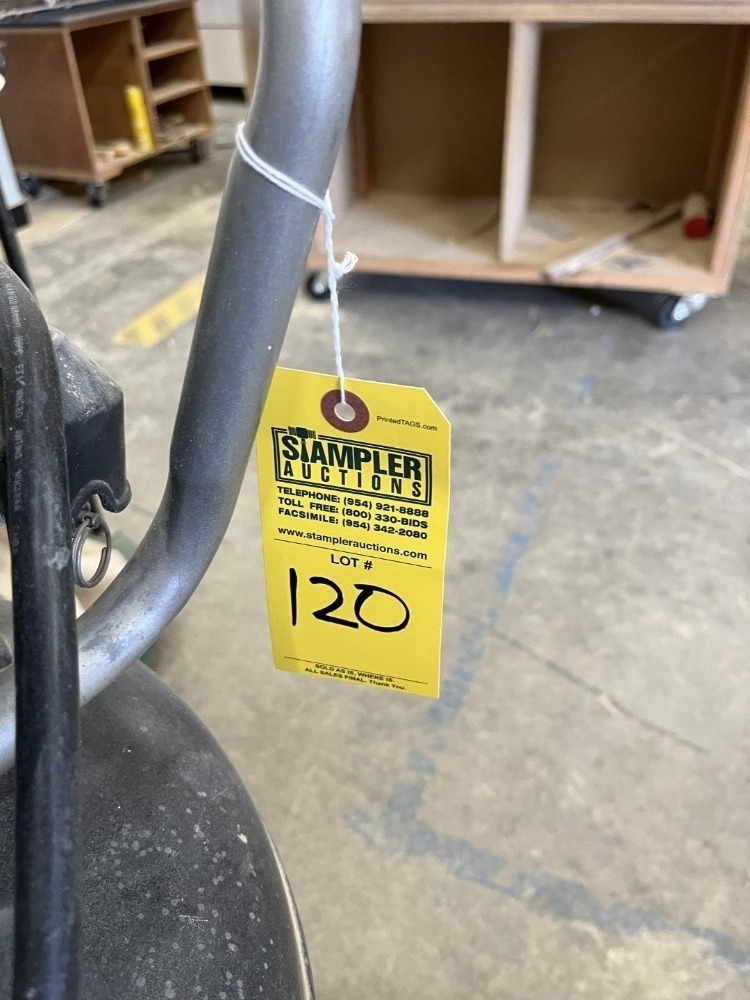 PrintedTAGS.com
STAMPLER
AUCTIONS
TELEPHONE: (954) 921-8888
TOLL FREE: (800) 330-BIDS
FACSIMILE: (954) 342-2080
www.stamplerauctions.com
LOT #
120
SOLD AS IS, WHERE IS.
ALL SALES FINAL. Thank You.